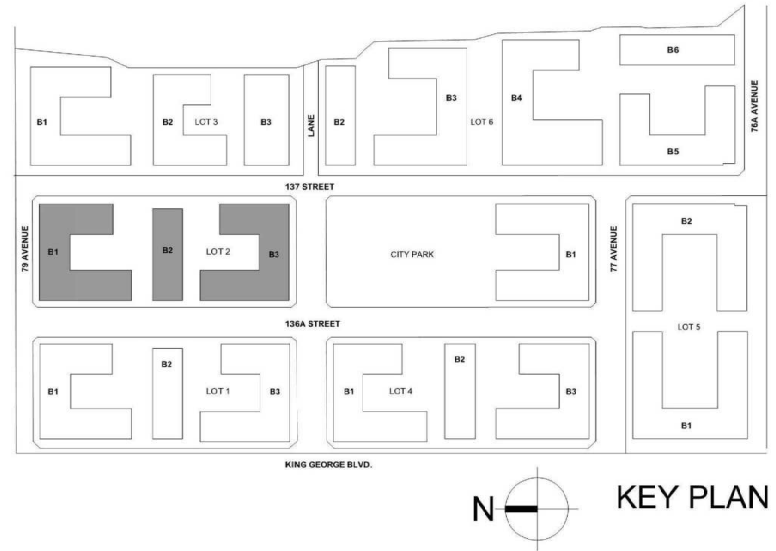 B6
B3
B4
B1
B2
LOT 3
B3
LANE
B2
LOT 6
76A AVENUE
B5
137 STREET
79 AVENUE
B1
B2
LOT 2
B3
CITY PARK
B1
77 AVENUE
B2
136A STREET
LOT 5
B1
B2
LOT 1
B3
B1
LOT 4
B2
B3
B1
KING GEORGE BLVD.
N
KEY PLAN